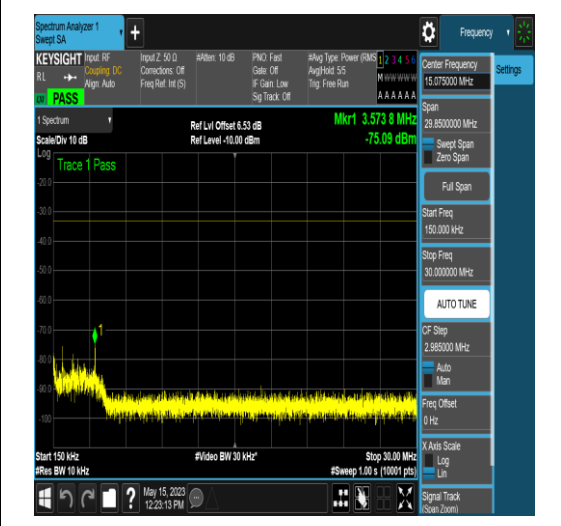 Spectrum Analyzer 1
Swept SA
+
Frequency
KEYSIGHT
RL
PASS
Input: RF
Coupling: DC
Align: Auto
Input Z: 50 Ω
Corrections: Off
Freq Ref: Int (S)
#Atten: 10 dB
PNO: Fast
Gate: Off
IF Gain: Low
Sig Track: Off
#Avg Type: Power (RMS)
Avg|Hold: 5/5
Trig: Free Run
1 2 3 4 5 6
M W W W W W
A A A A A A
1 Spectrum
Scale/Div 10 dB
Ref Lvl Offset 6.53 dB
Ref Level -10.00 dBm
Mkr1 3.573 8 MHz
-75.09 dBm
Log
Trace 1 Pass
-20.0
-30.0
-40.0
-50.0
-60.0
-70.0
-80.0
-90.0
-100
1
Start 150 kHz
#Res BW 10 kHz
#Video BW 30 kHz*
Stop 30.00 MHz
#Sweep 1.00 s (10001 pts)
Center Frequency
15.075000 MHz
Settings
Span
29.8500000 MHz
Swept Span
Zero Span
Full Span
Start Freq
150.000 kHz
Stop Freq
30.000000 MHz
AUTO TUNE
CF Step
2.985000 MHz
Auto
Man
Freq Offset
0 Hz
X Axis Scale
Log
Lin
Signal Track
(Span Zoom)
?
May 15, 2023
12:23:13 PM